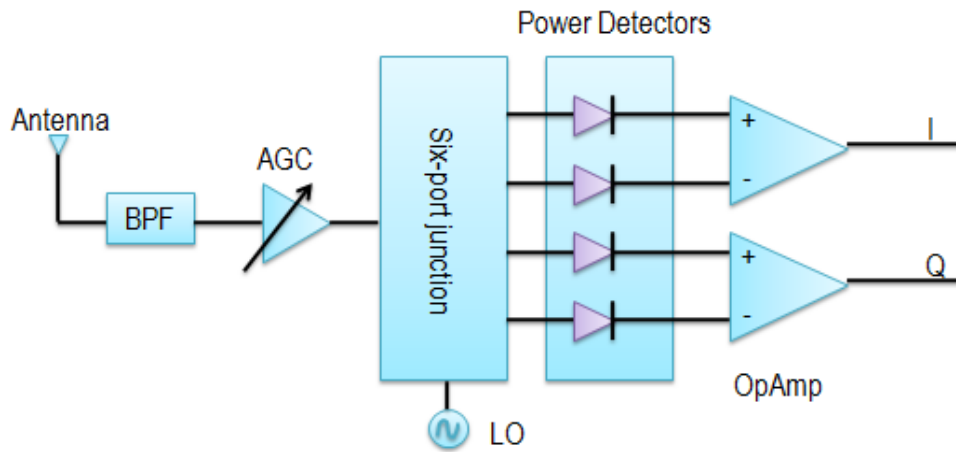 Power Detectors
Antenna
AGC
BPF
Six-port junction
+
-
+
-
I
Q
OpAmp
LO